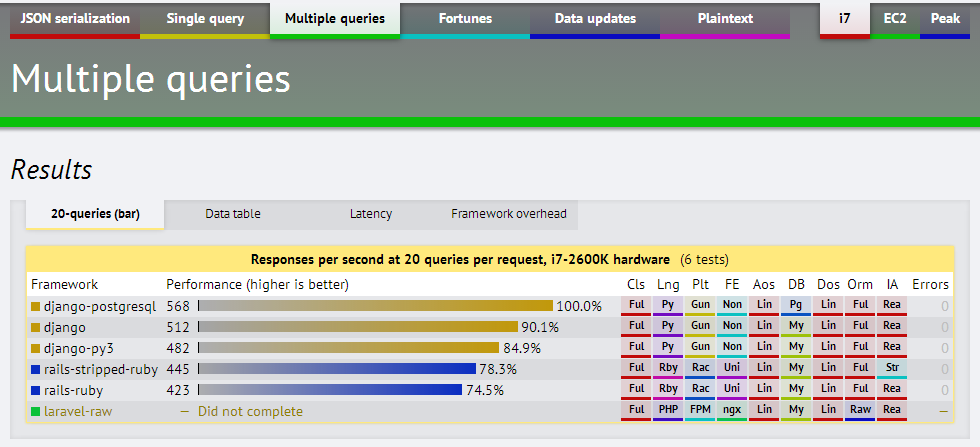 JSON serialization Single query Multiple queries Fortunes Data updates Plaintext i7 EC2 Peak
Multiple queries
Results
20-queries (bar) Data table Latency Framework overhead
Responses per second at 20 queries per request, i7-2600K hardware (6 tests)
Framework Performance (higher is better) Cls Lng Plt FE Aos DB Dos Orm IA Errors
django-postgresql 568 100.0% Ful Py Gun Non Lin Pg Lin Ful Rea 0
django 512 90.1% Ful Py Gun Non Lin My Lin Ful Rea 0
django-py3 482 84.9% Ful Py Gun Non Lin My Lin Ful Rea 0
rails-stripped-ruby 445 78.3% Ful Rby Rac Uni Lin My Lin Ful Str 0
rails-ruby 423 74.5% Ful Rby Rac Uni Lin My Lin Ful Rea 0
laravel-raw — Did not complete Ful PHP FPM ngx Lin My Lin Raw Rea —